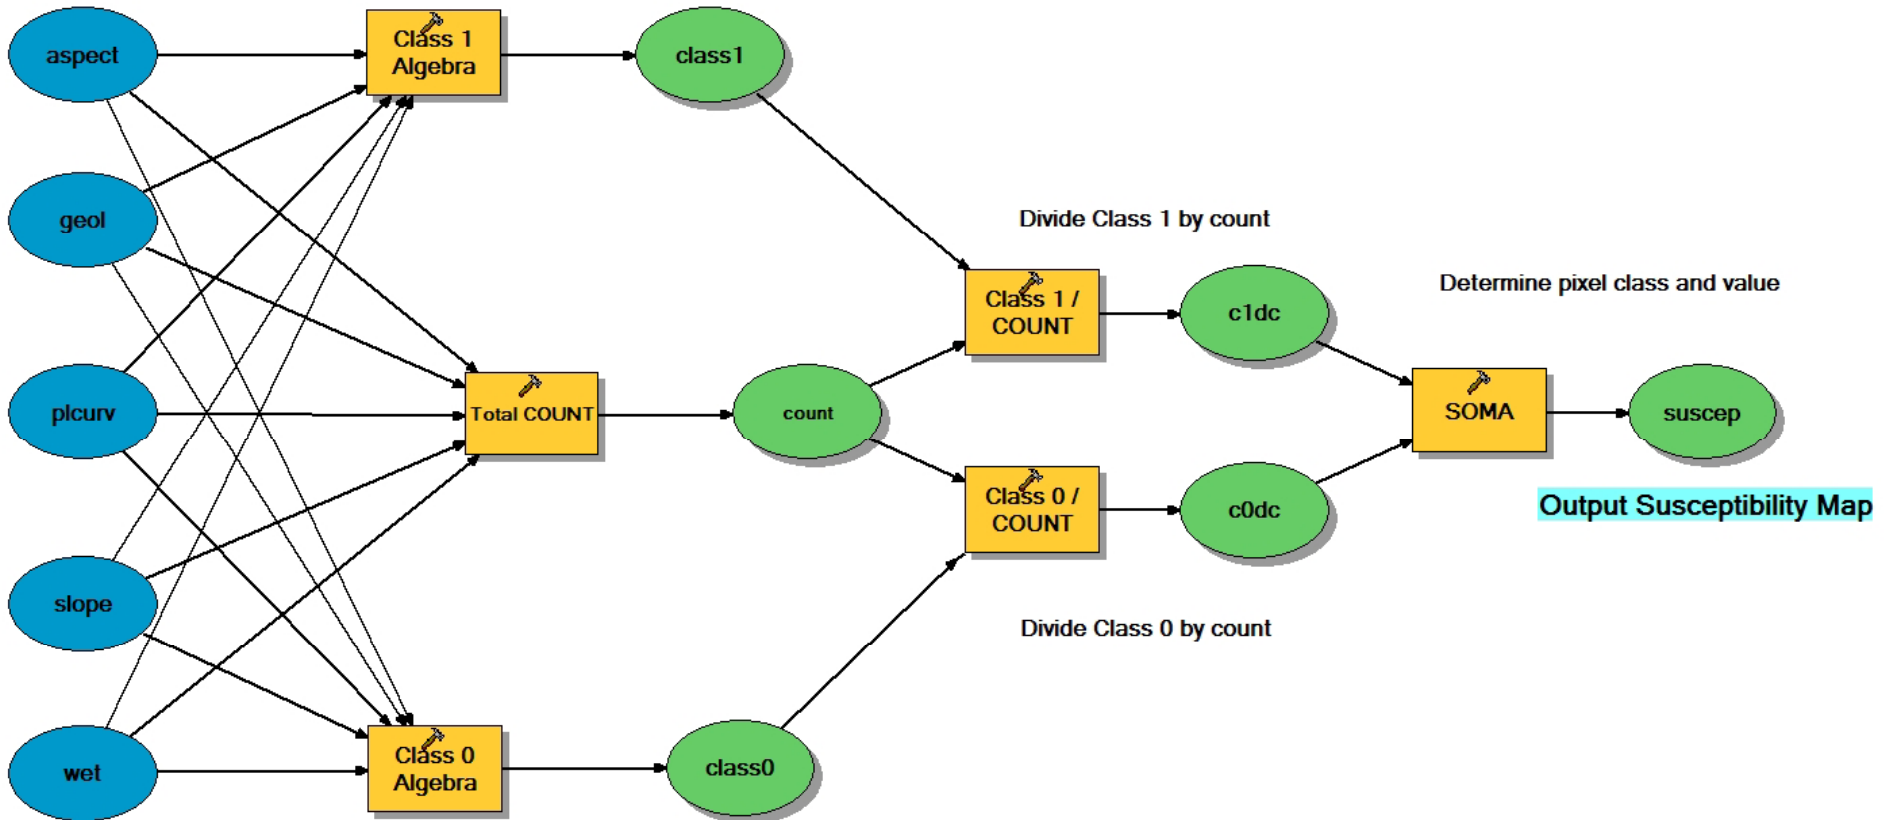 aspect
Class 1
Algebra
class1
geol
Divide Class 1 by count
Class 1 /
COUNT
c1dc
Determine pixel class and value
plcurv
Total COUNT
count
SOMA
suscep
Class 0 /
COUNT
c0dc
Output Susceptibility Map
slope
Divide Class 0 by count
wet
Class 0
Algebra
class0